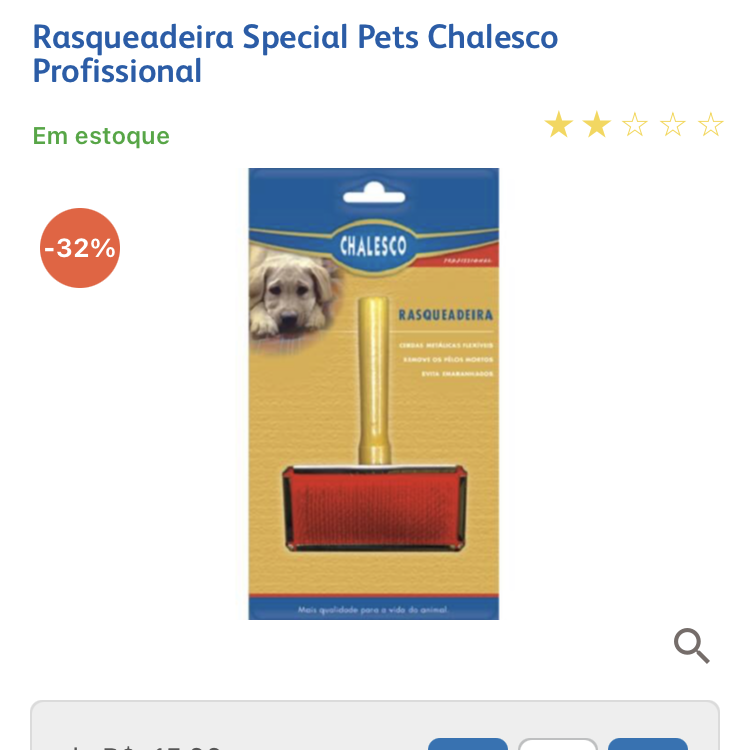 Rasqueadeira Special Pets Chalesco
Profissional
Em estoque
-32%
CHALESCO
PROFISSIONAL
RASQUEADEIRA
CERDAS METÁLICAS FLEXÍVEIS
REMOVE OS PÊLOS MORTOS
EVITA EMARANHADOS
Mais qualidade para a vida do animal.